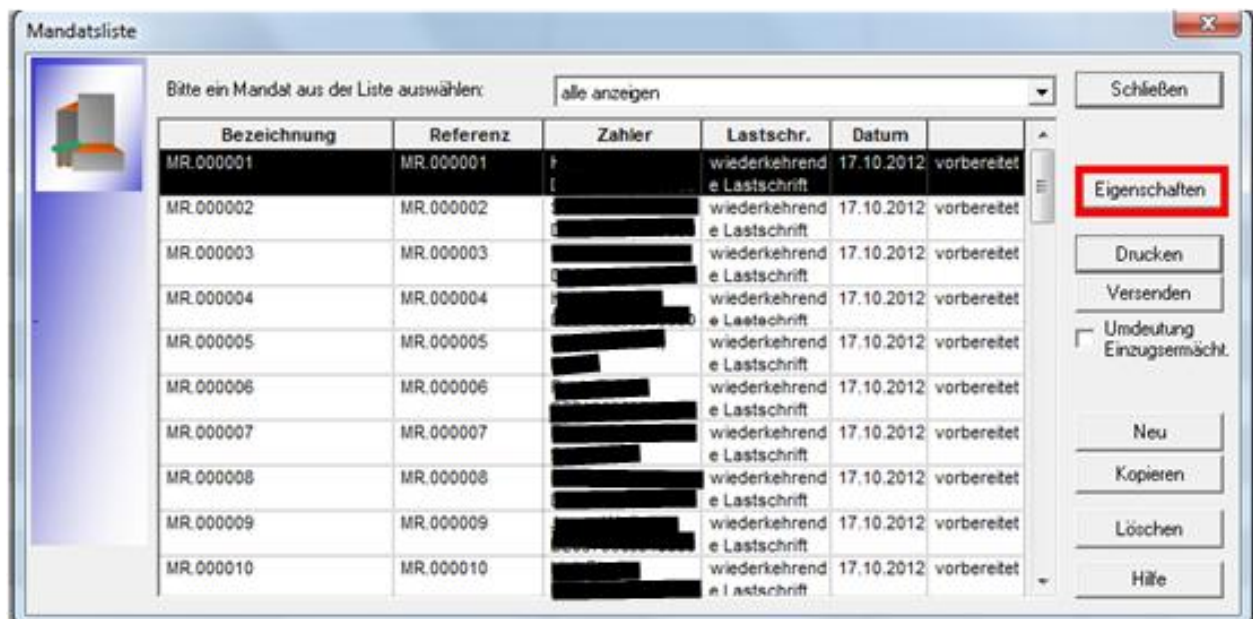 Mandatsliste
Bitte ein Mandat aus der Liste auswählen:
alle anzeigen
Schließen
Bezeichnung Referenz Zahler Lastschr. Datum
MR.000001 MR.000001 wiederkehrend 17.10.2012 vorbereitet
e Lastschrift
Eigenschaften
MR.000002 MR.000002 wiederkehrend 17.10.2012 vorbereitet
e Lastschrift
MR.000003 MR.000003 wiederkehrend 17.10.2012 vorbereitet
e Lastschrift
Drucken
MR.000004 MR.000004 wiederkehrend 17.10.2012 vorbereitet
e Lastschrift
Versenden
MR.000005 MR.000005 wiederkehrend 17.10.2012 vorbereitet
e Lastschrift
Umdeutung
Einzugsermächt.
MR.000006 MR.000006 wiederkehrend 17.10.2012 vorbereitet
e Lastschrift
MR.000007 MR.000007 wiederkehrend 17.10.2012 vorbereitet
e Lastschrift
Neu
MR.000008 MR.000008 wiederkehrend 17.10.2012 vorbereitet
e Lastschrift
Kopieren
MR.000009 MR.000009 wiederkehrend 17.10.2012 vorbereitet
e Lastschrift
Löschen
MR.000010 MR.000010 wiederkehrend 17.10.2012 vorbereitet
e Lastschrift
Hilfe